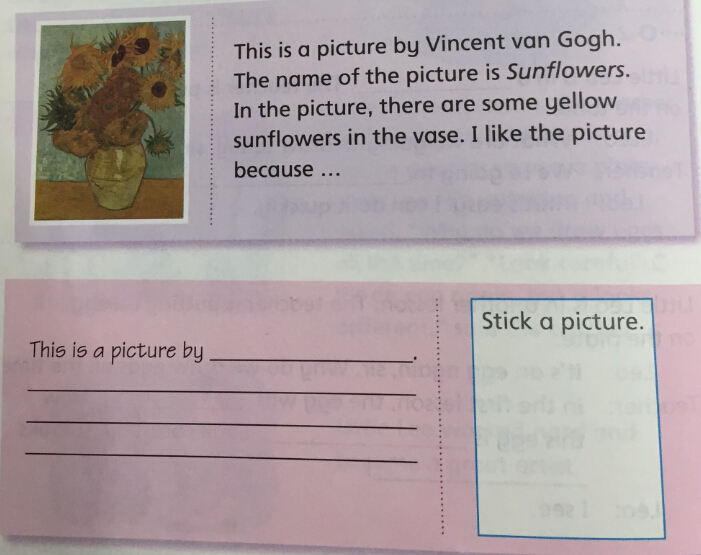 This is a picture by Vincent van Gogh.
The name of the picture is Sunflowers.
In the picture, there are some yellow
sunflowers in the vase. I like the picture
because ...
Stick a picture.
This is a picture by ____________________.